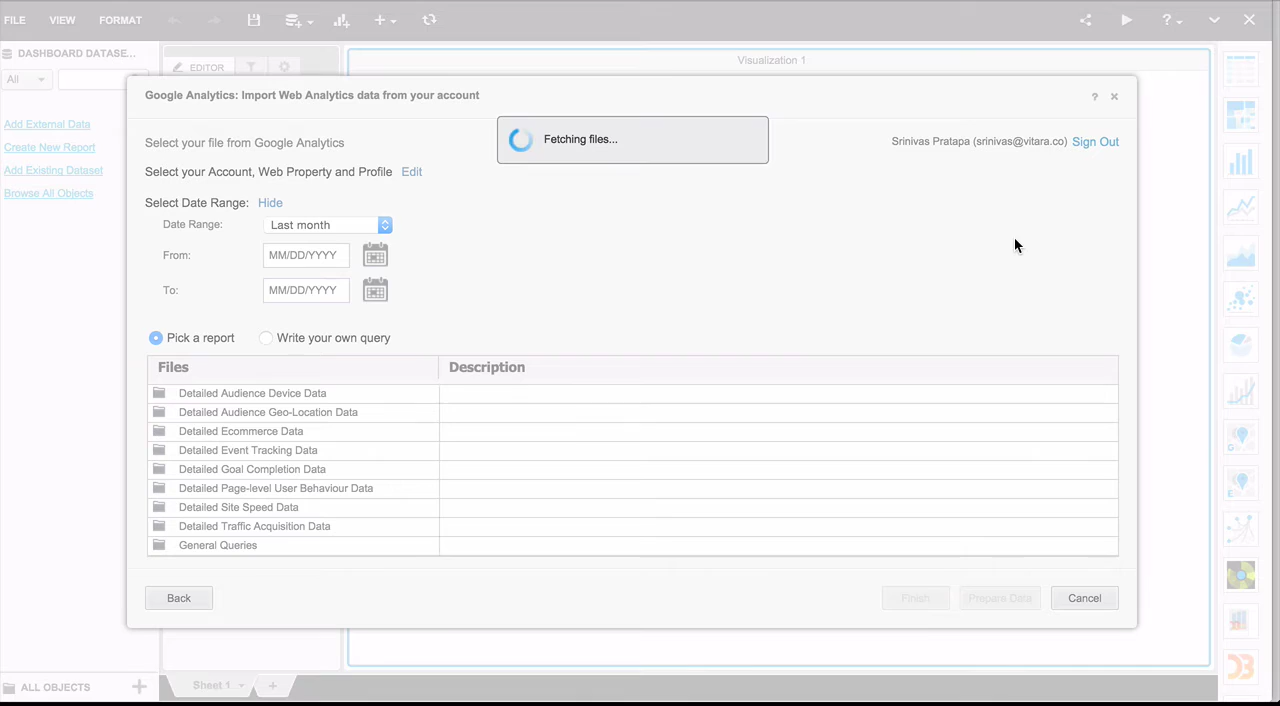 FILE VIEW FORMAT
DASHBOARD DATASE...
EDITOR
Visualization 1
All
Google Analytics: Import Web Analytics data from your account
Add External Data
Create New Report
Add Existing Dataset
Browse All Objects
Fetching files...
Select your file from Google Analytics
Srinivas Pratapa (srinivas@vitara.co) Sign Out
Select your Account, Web Property and Profile Edit
Select Date Range: Hide
Date Range: Last month
From: MM/DD/YYYY
To: MM/DD/YYYY
Pick a report Write your own query
Files Description
Detailed Audience Device Data
Detailed Audience Geo-Location Data
Detailed Ecommerce Data
Detailed Event Tracking Data
Detailed Goal Completion Data
Detailed Page-level User Behaviour Data
Detailed Site Speed Data
Detailed Traffic Acquisition Data
General Queries
Back Finish Prepare Data Cancel
ALL OBJECTS
Sheet 1